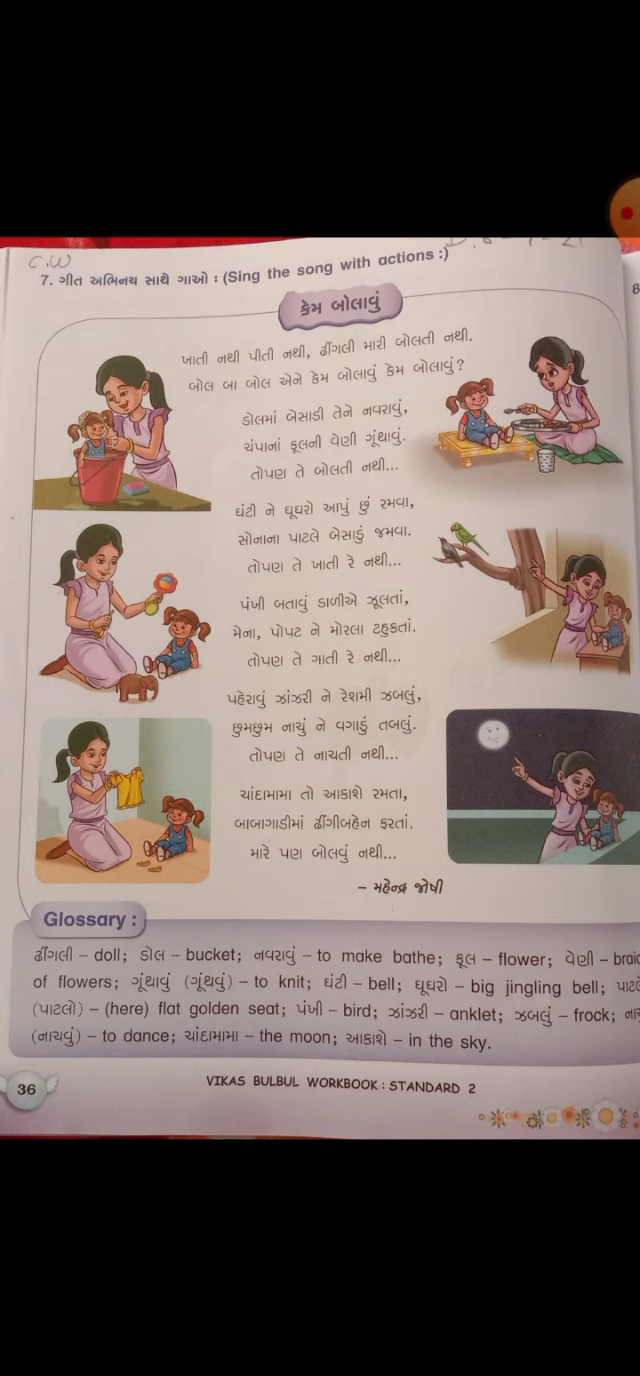 C.W
7. ગીત અભિનય સાથે ગાઓ : (Sing the song with actions :)
8
કેમ બોલાવું
ખાતી નથી પીતી નથી, ઢીંગલી મારી બોલતી નથી.
બોલ બા બોલ એને કેમ બોલાવું કેમ બોલાવું?
ડોલમાં બેસાડી તેને નવરાવું,
ચંપાનાં ફૂલની વેણી ગૂંથાવું.
તોપણ તે બોલતી નથી...
ઘંટી ને ઘૂઘરો આપું છું રમવા,
સોનાના પાટલે બેસાડું જમવા.
તોપણ તે ખાતી રે નથી...
પંખી બતાવું ડાળીએ ઝૂલતાં,
મેના, પોપટ ને મોરલા ટહુકતાં.
તોપણ તે ગાતી રે નથી...
પહેરાવું ઝાંઝરી ને રેશમી ઝબલું,
છુમછુમ નાચું ને વગાડું તબલું.
તોપણ તે નાચતી નથી...
ચાંદામામા તો આકાશે રમતા,
બાબાગાડીમાં ઢીંગીબહેન ફરતાં.
મારે પણ બોલવું નથી...
– મહેન્દ્ર જોષી
Glossary :
ઢીંગલી – doll; ડોલ – bucket; નવરાવું – to make bathe; ફૂલ – flower; વેણી – braid
of flowers; ગૂંથાવું (ગૂંથવું) – to knit; ઘંટી – bell; ઘૂઘરો – big jingling bell; પાટલે
(પાટલો) – (here) flat golden seat; પંખી – bird; ઝાંઝરી – anklet; ઝબલું – frock;
(નાચવું) – to dance; ચાંદામામા – the moon; આકાશે – in the sky.
36
VIKAS BULBUL WORKBOOK : STANDARD 2